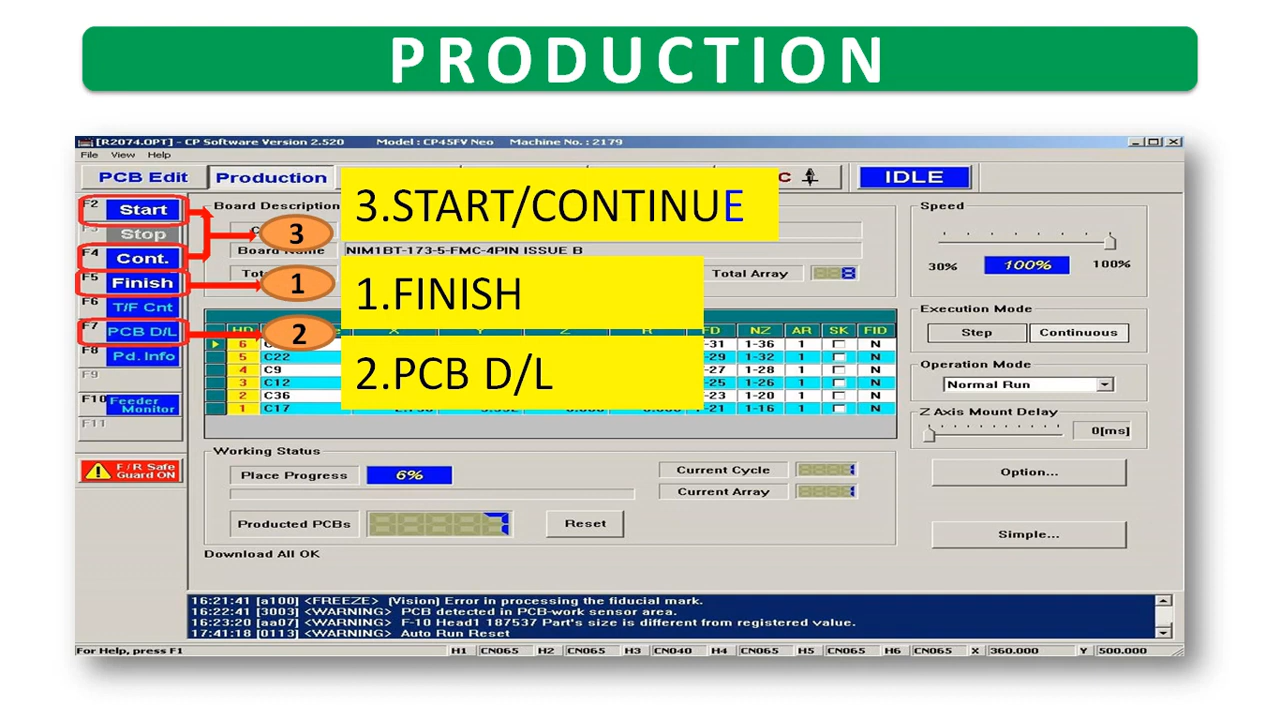 PRODUCTION
[R2074.OPT] - CP Software Version 2.520 Model : CP45FV Neo Machine No. : 2179
File View Help
PCB Edit Production C IDLE
F2 Start
Stop
F4 Cont.
F5 Finish
F6 T/F Cnt
F7 PCB D/L
F8 Pd. Info
F9
F10 Feeder Monitor
F11
F/R Safe Guard ON
3
1
2
3.START/CONTINUE
1.FINISH
2.PCB D/L
Board Description
Board Name NIM1BT-173-5-FMC-4PIN ISSUE B
Total Array 8
HD X Y Z R FD NZ AR SK FID
6 -31 1-36 1 N
5 C22 -29 1-32 1 N
4 C9 -27 1-28 1 N
3 C12 -25 1-26 1 N
2 C36 -23 1-20 1 N
1 C17 1-21 1-16 1 N
Working Status
Place Progress 6%
Current Cycle 1
Current Array 1
Producted PCBs 7 Reset
Download All OK
Speed
30% 100% 100%
Execution Mode
Step Continuous
Operation Mode
Normal Run
Z Axis Mount Delay
0[ms]
Option...
Simple...
16:21:41 [a100] <FREEZE> [Vision] Error in processing the fiducial mark.
16:22:41 [3003] <WARNING> PCB detected in PCB-work sensor area.
16:23:20 [aa07] <WARNING> F-10 Head1 187537 Part's size is different from registered value.
17:41:18 [0113] <WARNING> Auto Run Reset
For Help, press F1 H1 CN065 H2 CN065 H3 CN040 H4 CN065 H5 CN065 H6 CN065 X 360.000 Y 500.000